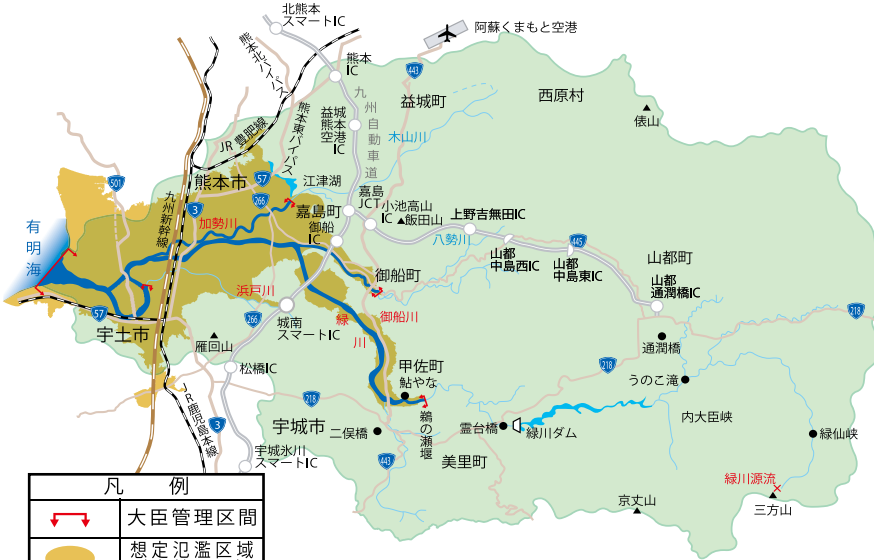 北熊本
スマートIC
阿蘇くまもと空港
熊本北バイパス
熊本
IC
443
九州自動車道
益城町
西原村
俵山
益城
熊本
空港
IC
木山川
JR 豊肥線
熊本東バイパス
501
熊本市
57
江津湖
九州新幹線
3
266
嘉島
JCT
小池高山
IC
飯田山
上野吉無田IC
嘉島町
加勢川
御船
IC
八勢川
445
有明海
山都
中島西IC
山都
中島東IC
山都町
山都
通潤橋IC
御船町
浜戸川
57
266
御船川
218
宇土市
城南
スマートIC
緑川
雁回山
通潤橋
松橋IC
甲佐町
218
鮎やな
うのこ滝
JR鹿児島本線
218
鵜の瀬堰
内大臣峡
3
宇城市
二俣橋
霊台橋
緑川ダム
緑仙峡
宇城氷川
スマートIC
443
美里町
緑川源流
京丈山
三方山
凡 例
大臣管理区間
想定氾濫区域